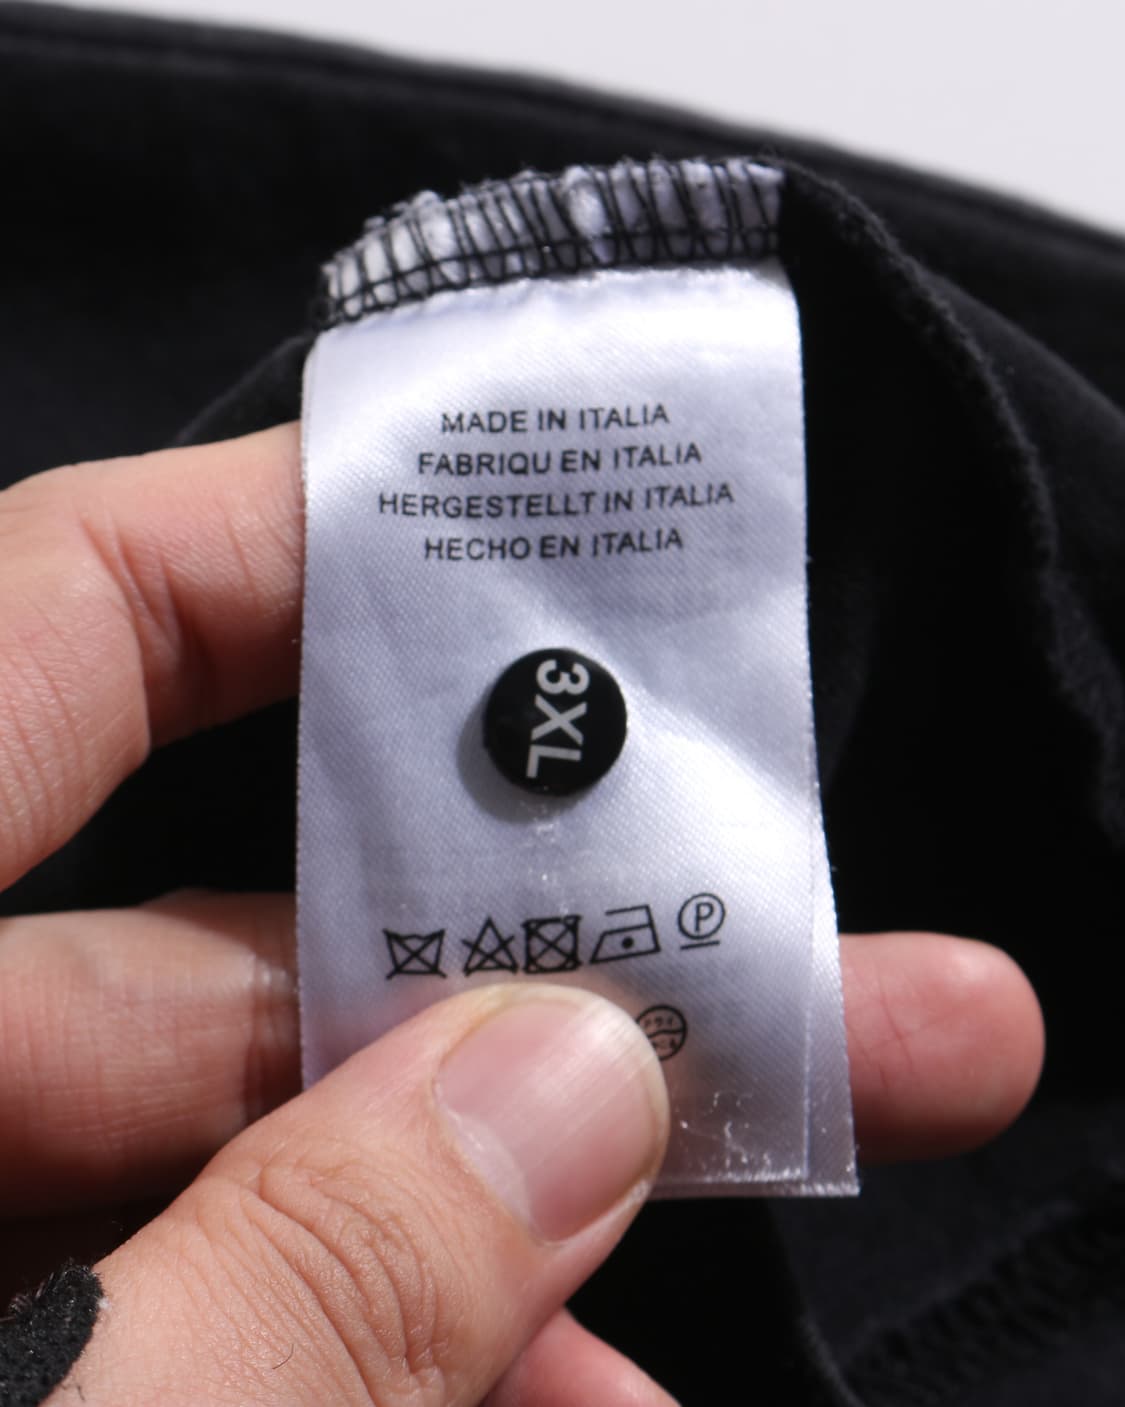 MADE IN ITALIA
FABRIQU EN ITALIA
HERGESTELLT IN ITALIA
HECHO EN ITALIA
3XL
P